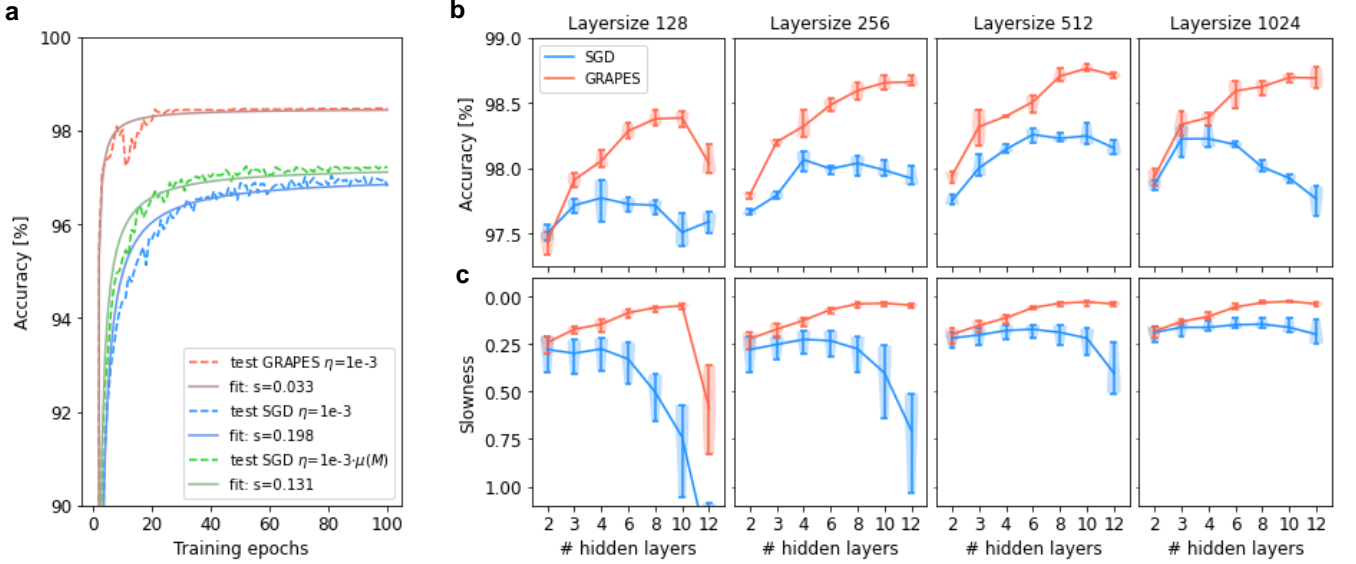 a
100
98
96
94
92
90
Accuracy [%]
0
20
40
60
80
100
Training epochs
test GRAPES η=1e-3
fit: s=0.033
test SGD η=1e-3
fit: s=0.198
test SGD η=1e-3·μ(M)
fit: s=0.131
b
Layersize 128
Layersize 256
Layersize 512
Layersize 1024
99.0
98.5
98.0
97.5
Accuracy [%]
SGD
GRAPES
c
0.00
0.25
0.50
0.75
1.00
Slowness
2 3 4 6 8 10 12
2 3 4 6 8 10 12
2 3 4 6 8 10 12
2 3 4 6 8 10 12
# hidden layers
# hidden layers
# hidden layers
# hidden layers